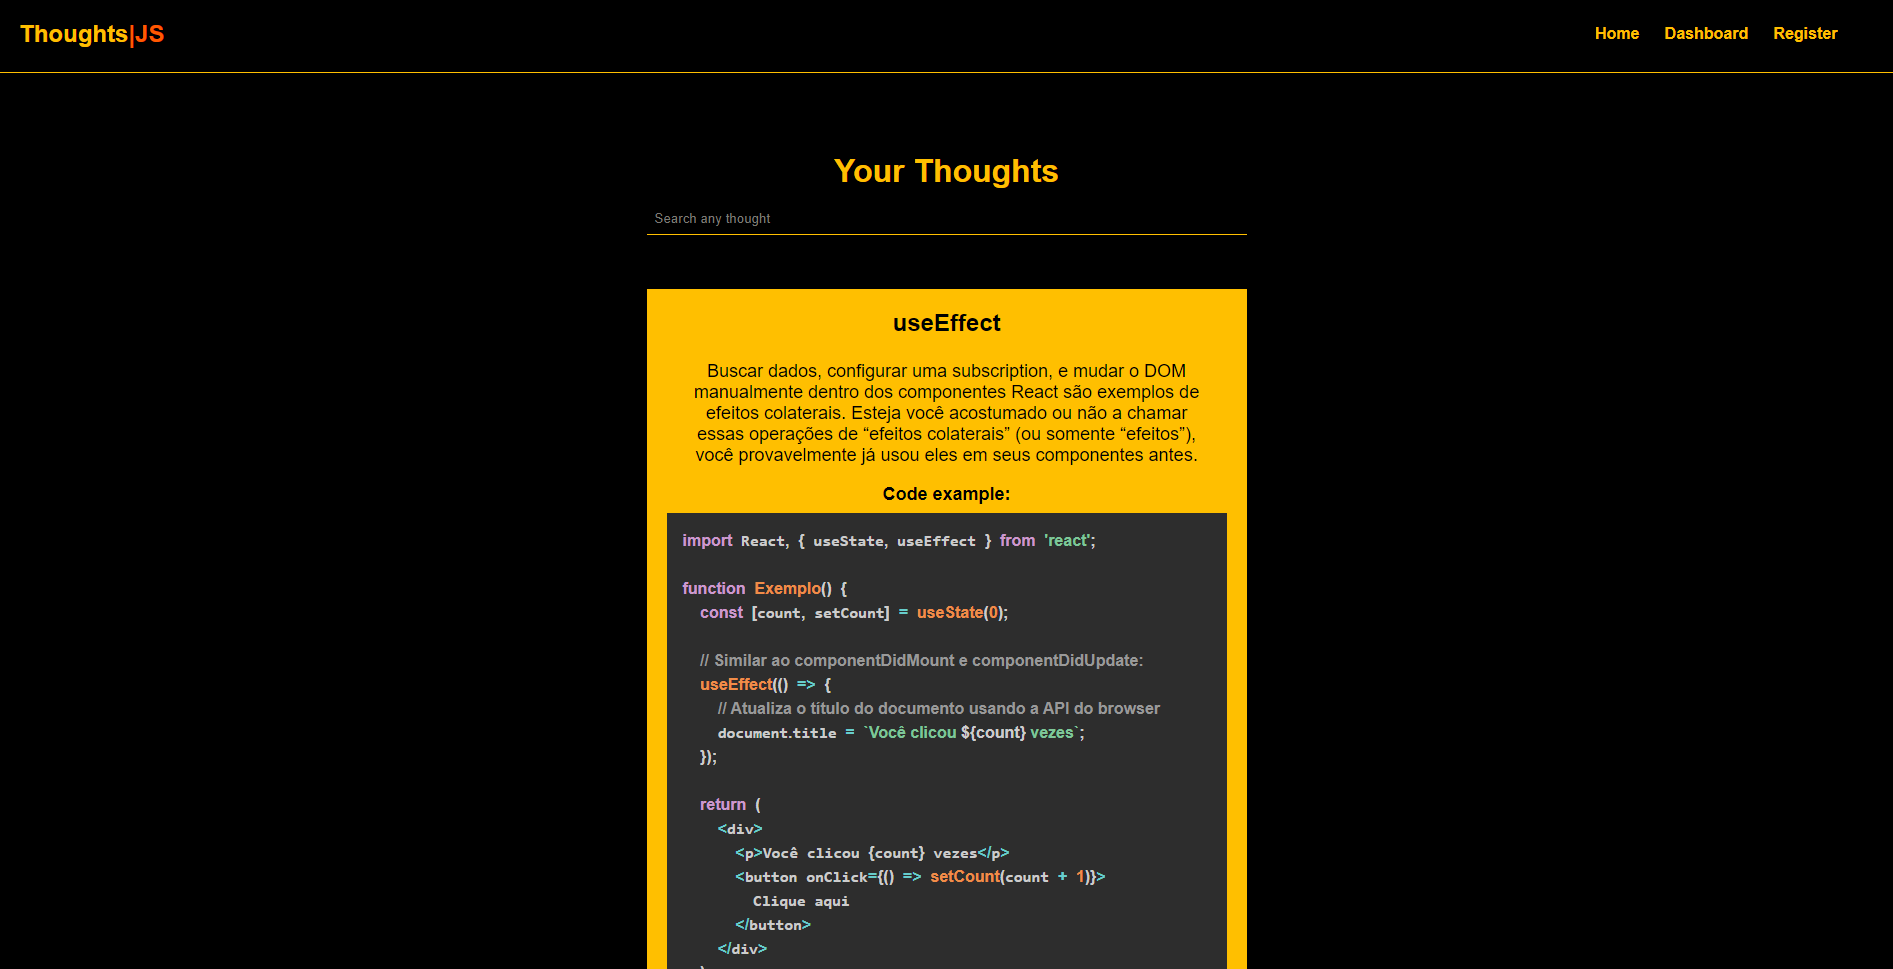 Thoughts|JS
Home Dashboard Register
Your Thoughts
Search any thought
useEffect
Buscar dados, configurar uma subscription, e mudar o DOM
manualmente dentro dos componentes React são exemplos de
efeitos colaterais. Esteja você acostumado ou não a chamar
essas operações de “efeitos colaterais” (ou somente “efeitos”),
você provavelmente já usou eles em seus componentes antes.
Code example:
import React, { useState, useEffect } from 'react';
function Exemplo() {
const [count, setCount] = useState(0);
// Similar ao componentDidMount e componentDidUpdate:
useEffect(() => {
// Atualiza o título do documento usando a API do browser
document.title = `Você clicou ${count} vezes`;
});
return (
<div>
<p>Você clicou {count} vezes</p>
<button onClick={() => setCount(count + 1)}>
Clique aqui
</button>
</div>